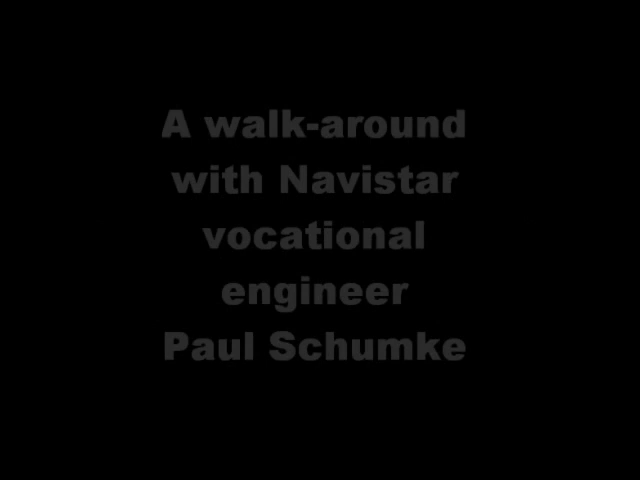 A walk-around
with Navistar
vocational
engineer
Paul Schumke